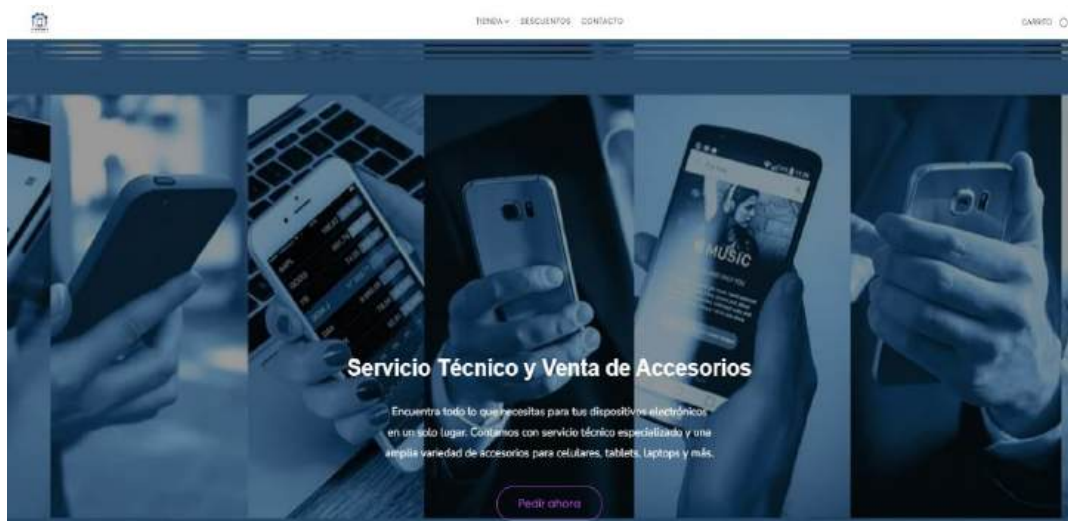 TIENDA DESCUENTOS CONTACTO
CARRITO
MUSIC
Servicio Técnico y Venta de Accesorios
Encuentra todo lo que necesitas para tus dispositivos electrónicos
en un solo lugar. Contamos con servicio técnico especializado y una
amplia variedad de accesorios para celulares, tablets, laptops y más.
Pedir ahora